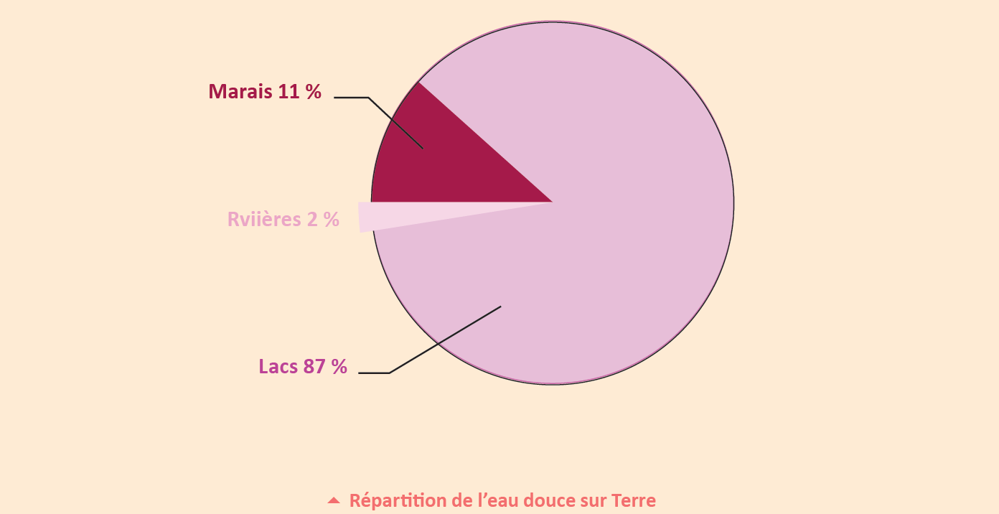 Marais 11 %
Rviières 2 %
Lacs 87 %
Répartition de l’eau douce sur Terre